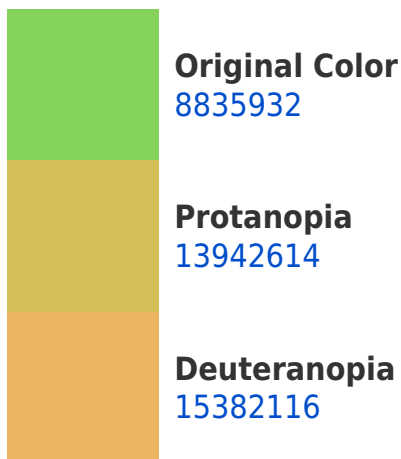 Original Color
8835932
Protanopia
13942614
Deuteranopia
15382116